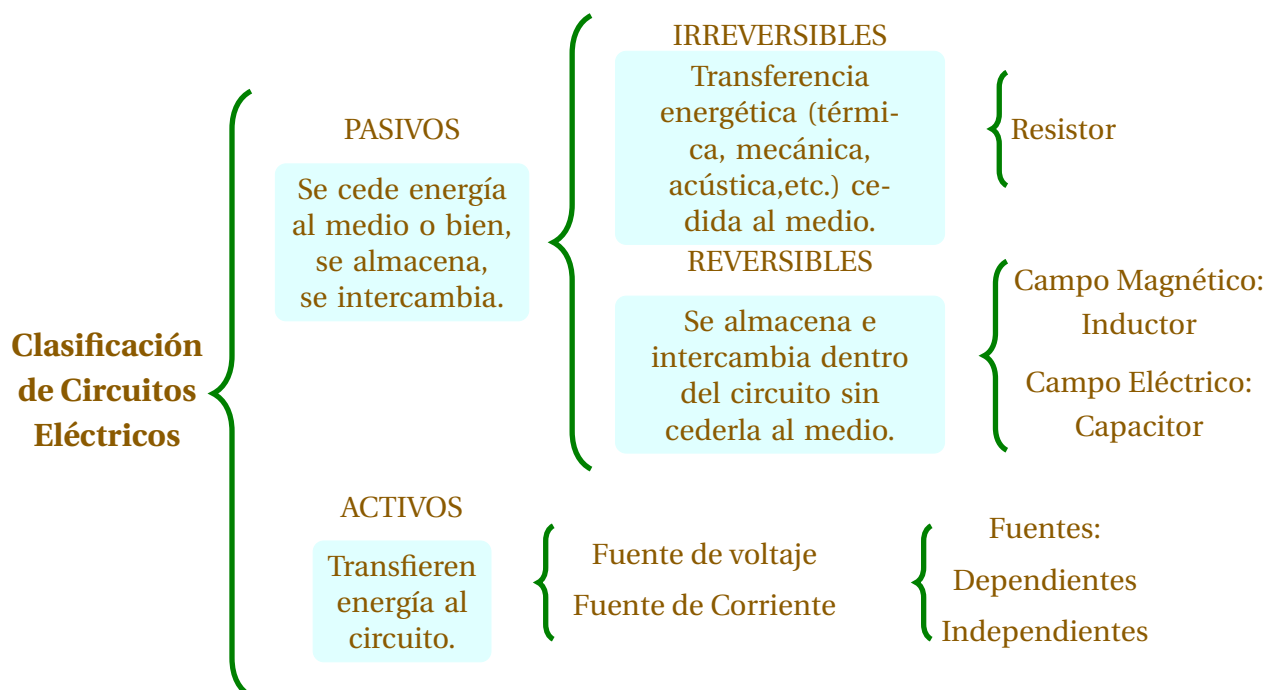 Clasificación
de Circuitos
Eléctricos
PASIVOS
Se cede energía
al medio o bien,
se almacena,
se intercambia.
IRREVERSIBLES
Transferencia
energética (térmi-
ca, mecánica,
acústica,etc.) ce-
dida al medio.
Resistor
REVERSIBLES
Se almacena e
intercambia dentro
del circuito sin
cederla al medio.
Campo Magnético:
Inductor
Campo Eléctrico:
Capacitor
ACTIVOS
Transfieren
energía al
circuito.
Fuente de voltaje
Fuente de Corriente
Fuentes:
Dependientes
Independientes